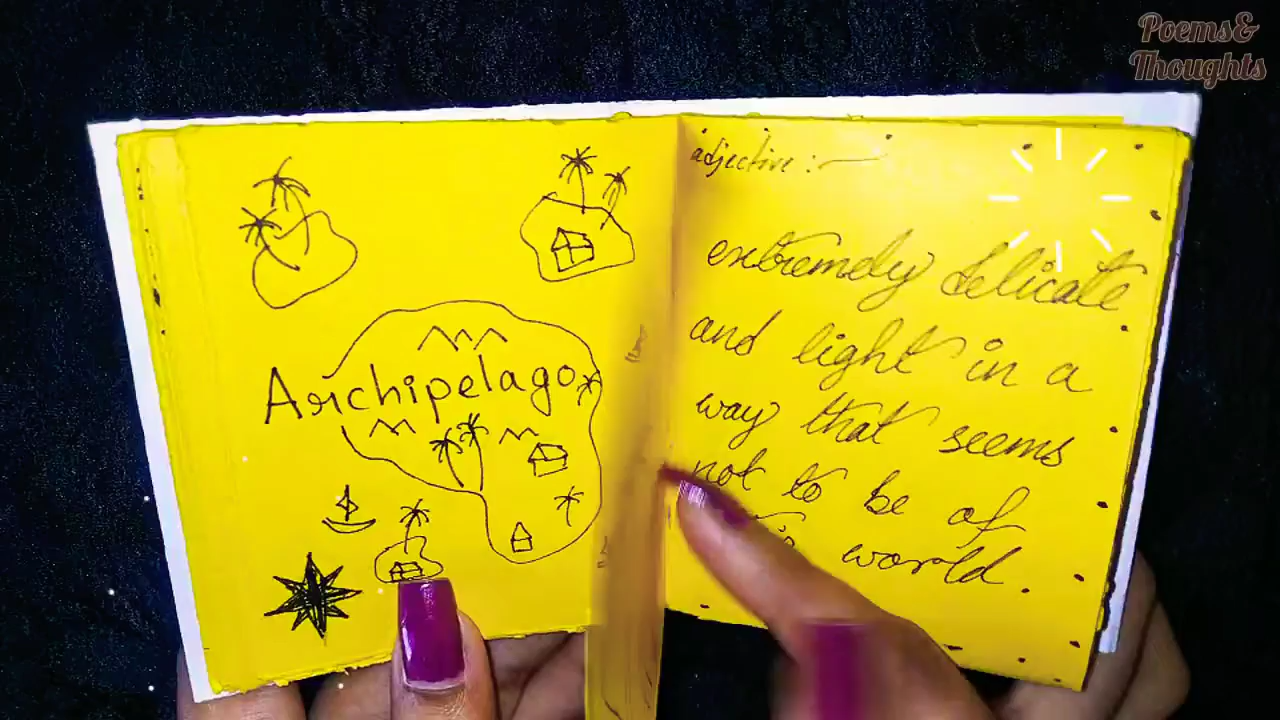 Poems&
Thoughts
Archipelago
adjective :-
extremely delicate
and light in a
way that seems
not to be of
world.